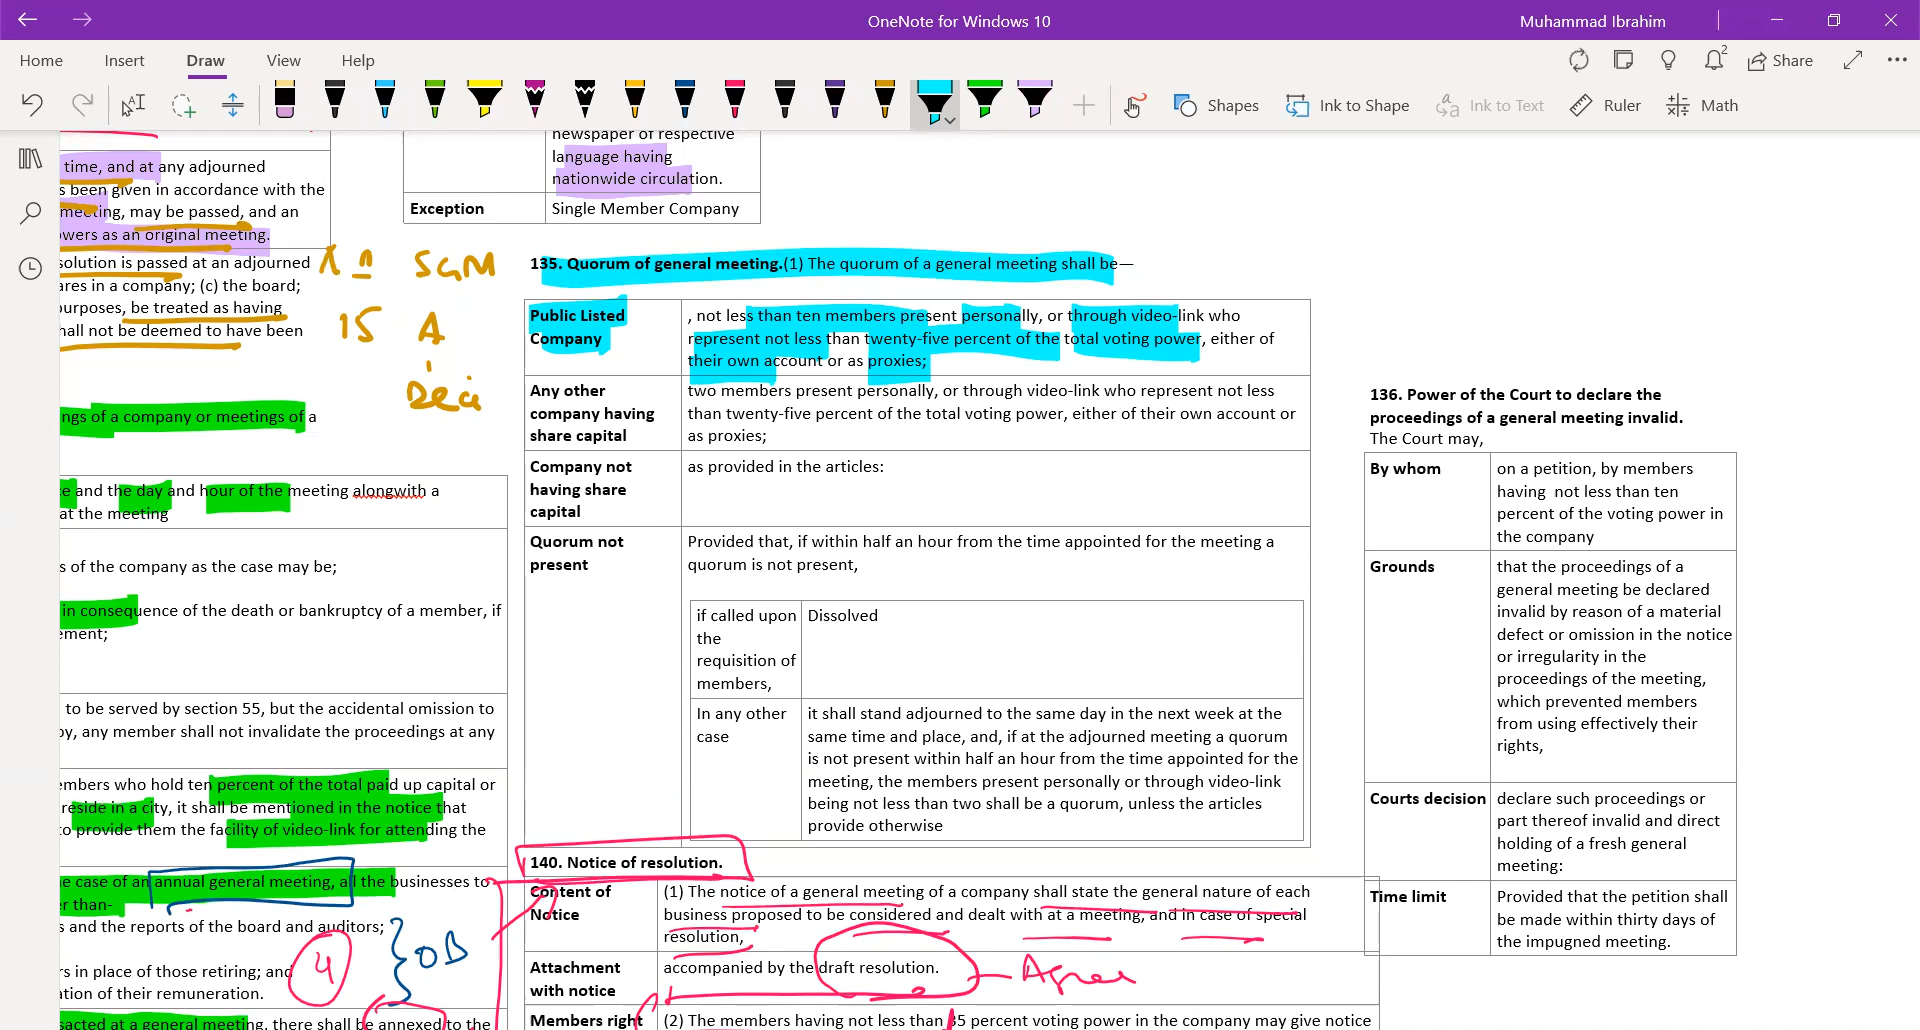 OneNote for Windows 10
Muhammad Ibrahim
Home Insert Draw View Help
2
Share
Shapes Ink to Shape Ink to Text Ruler Math
time, and at any adjourned
s been given in accordance with the
meeting, may be passed, and an
owers as an original meeting.
solution is passed at an adjourned
ares in a company; (c) the board;
ourposes, be treated as having
hall not be deemed to have been
SGM
15 A
Deci
ngs of a company or meetings of a
ce and the day and hour of the meeting alongwith a
at the meeting
s of the company as the case may be;
in consequence of the death or bankruptcy of a member, if
ement;
to be served by section 55, but the accidental omission to
by, any member shall not invalidate the proceedings at any
embers who hold ten percent of the total paid up capital or
reside in a city, it shall be mentioned in the notice that
to provide them the facility of video-link for attending the
he case of an annual general meeting, all the businesses to
er than-
s and the reports of the board and auditors;
rs in place of those retiring; and
ation of their remuneration.
4
OB
sacted at a general meeting, there shall be annexed to the
newspaper of respective
language having
nationwide circulation.
Exception Single Member Company
135. Quorum of general meeting.(1) The quorum of a general meeting shall be—
Public Listed
Company
, not less than ten members present personally, or through video-link who
represent not less than twenty-five percent of the total voting power, either of
their own account or as proxies;
Any other
company having
share capital
two members present personally, or through video-link who represent not less
than twenty-five percent of the total voting power, either of their own account or
as proxies;
Company not
having share
capital
as provided in the articles:
Quorum not
present
Provided that, if within half an hour from the time appointed for the meeting a
quorum is not present,
if called upon
the
requisition of
members,
Dissolved
In any other
case
it shall stand adjourned to the same day in the next week at the
same time and place, and, if at the adjourned meeting a quorum
is not present within half an hour from the time appointed for the
meeting, the members present personally or through video-link
being not less than two shall be a quorum, unless the articles
provide otherwise
140. Notice of resolution.
Content of
Notice
(1) The notice of a general meeting of a company shall state the general nature of each
business proposed to be considered and dealt with at a meeting, and in case of special
resolution,
Attachment
with notice
accompanied by the draft resolution.
Members right
(2) The members having not less than 35 percent voting power in the company may give notice
136. Power of the Court to declare the
proceedings of a general meeting invalid.
The Court may,
By whom
on a petition, by members
having not less than ten
percent of the voting power in
the company
Grounds
that the proceedings of a
general meeting be declared
invalid by reason of a material
defect or omission in the notice
or irregularity in the
proceedings of the meeting,
which prevented members
from using effectively their
rights,
Courts decision
declare such proceedings or
part thereof invalid and direct
holding of a fresh general
meeting:
Time limit
Provided that the petition shall
be made within thirty days of
the impugned meeting.